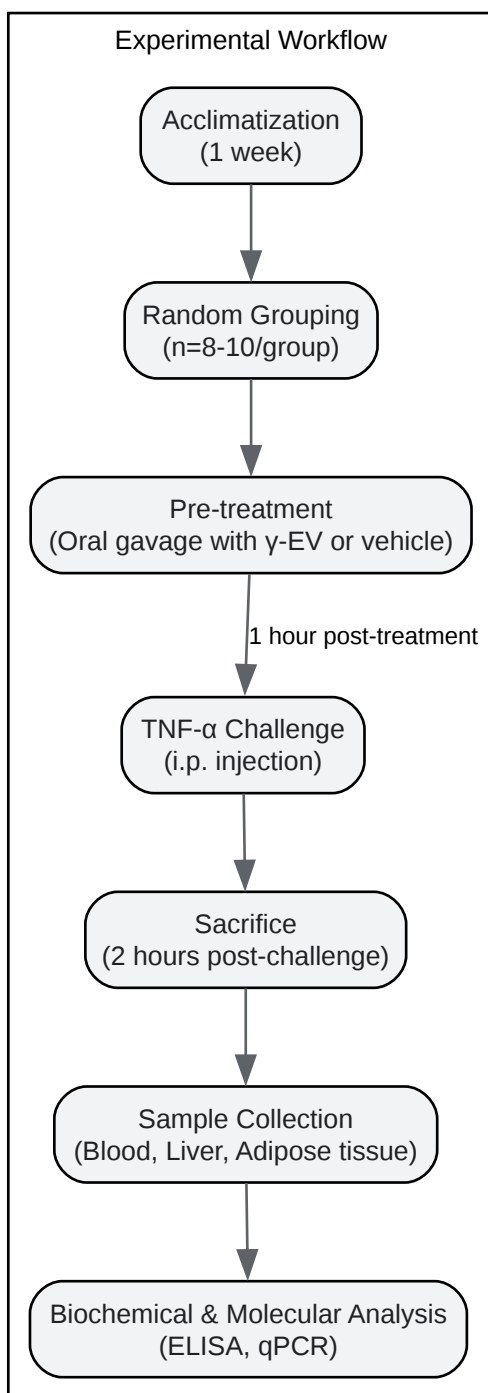 Experimental Workflow
Acclimatization
(1 week)
Random Grouping
(n=8-10/group)
Pre-treatment
(Oral gavage with γ-EV or vehicle)
1 hour post-treatment
TNF-α Challenge
(i.p. injection)
Sacrifice
(2 hours post-challenge)
Sample Collection
(Blood, Liver, Adipose tissue)
Biochemical & Molecular Analysis
(ELISA, qPCR)